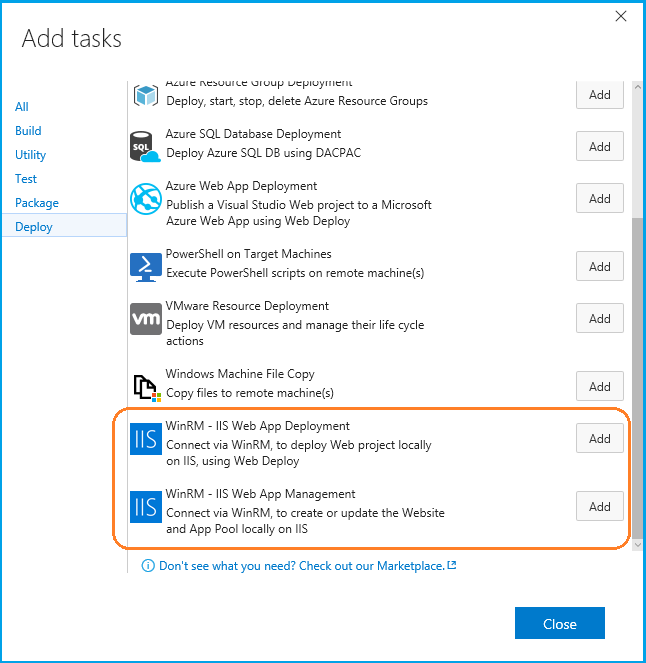 Add tasks
All
Build
Utility
Test
Package
Deploy
Azure Resource Group Deployment
Deploy, start, stop, delete Azure Resource Groups
Add
SQL
Azure SQL Database Deployment
Deploy Azure SQL DB using DACPAC
Add
Azure Web App Deployment
Publish a Visual Studio Web project to a Microsoft
Azure Web App using Web Deploy
Add
PowerShell on Target Machines
Execute PowerShell scripts on remote machine(s)
Add
vm
VMware Resource Deployment
Deploy VM resources and manage their life cycle
actions
Add
Windows Machine File Copy
Copy files to remote machine(s)
Add
IIS
WinRM - IIS Web App Deployment
Connect via WinRM, to deploy Web project locally
on IIS, using Web Deploy
Add
IIS
WinRM - IIS Web App Management
Connect via WinRM, to create or update the Website
and App Pool locally on IIS
Add
Don't see what you need? Check out our Marketplace.
Close